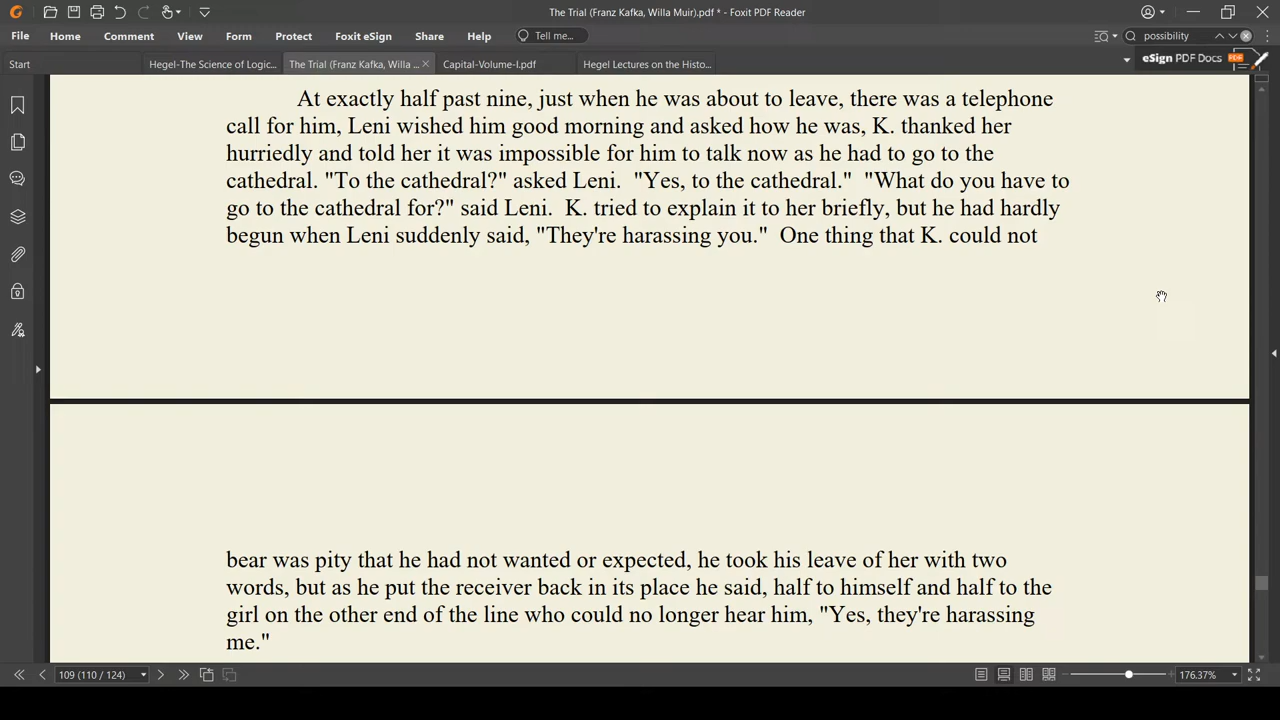 The Trial (Franz Kafka, Willa Muir).pdf * - Foxit PDF Reader
File Home Comment View Form Protect Foxit eSign Share Help Tell me... possibility
Start Hegel-The Science of Logic... The Trial (Franz Kafka, Willa ... Capital-Volume-I.pdf Hegel Lectures on the Histo... eSign PDF Docs PDF
At exactly half past nine, just when he was about to leave, there was a telephone
call for him, Leni wished him good morning and asked how he was, K. thanked her
hurriedly and told her it was impossible for him to talk now as he had to go to the
cathedral. "To the cathedral?" asked Leni.  "Yes, to the cathedral."  "What do you have to
go to the cathedral for?" said Leni.  K. tried to explain it to her briefly, but he had hardly
begun when Leni suddenly said, "They're harassing you."  One thing that K. could not
bear was pity that he had not wanted or expected, he took his leave of her with two
words, but as he put the receiver back in its place he said, half to himself and half to the
girl on the other end of the line who could no longer hear him, "Yes, they're harassing
me."
109 (110 / 124) 176.37%